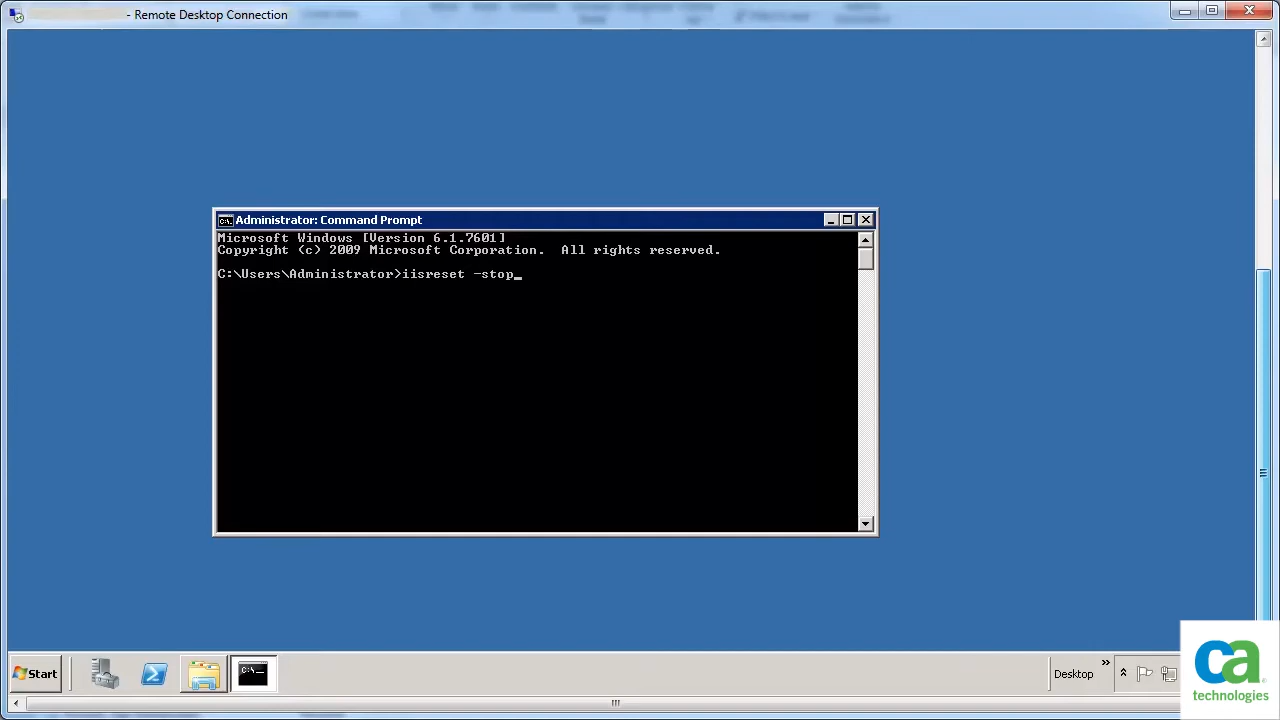 - Remote Desktop Connection
Administrator: Command Prompt
Microsoft Windows [Version 6.1.7601]
Copyright (c) 2009 Microsoft Corporation.  All rights reserved.
C:\Users\Administrator>iisreset -stop_
Start
Desktop
ca
technologies